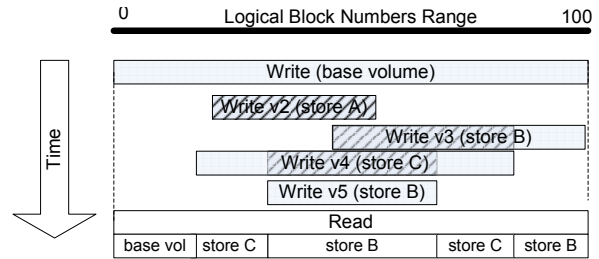 0 Logical Block Numbers Range 100
Write (base volume)
Write v2 (store A)
Write v3 (store B)
Time
Write v4 (store C)
Write v5 (store B)
Read
base vol store C store B store C store B